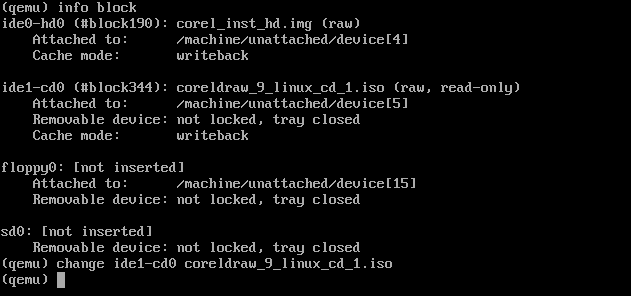 (qemu) info block
ide0-hd0 (#block190): corel_inst_hd.img (raw)
    Attached to:      /machine/unattached/device[4]
    Cache mode:       writeback

ide1-cd0 (#block344): coreldraw_9_linux_cd_1.iso (raw, read-only)
    Attached to:      /machine/unattached/device[5]
    Removable device: not locked, tray closed
    Cache mode:       writeback

floppy0: [not inserted]
    Attached to:      /machine/unattached/device[15]
    Removable device: not locked, tray closed

sd0: [not inserted]
    Removable device: not locked, tray closed
(qemu) change ide1-cd0 coreldraw_9_linux_cd_1.iso
(qemu)